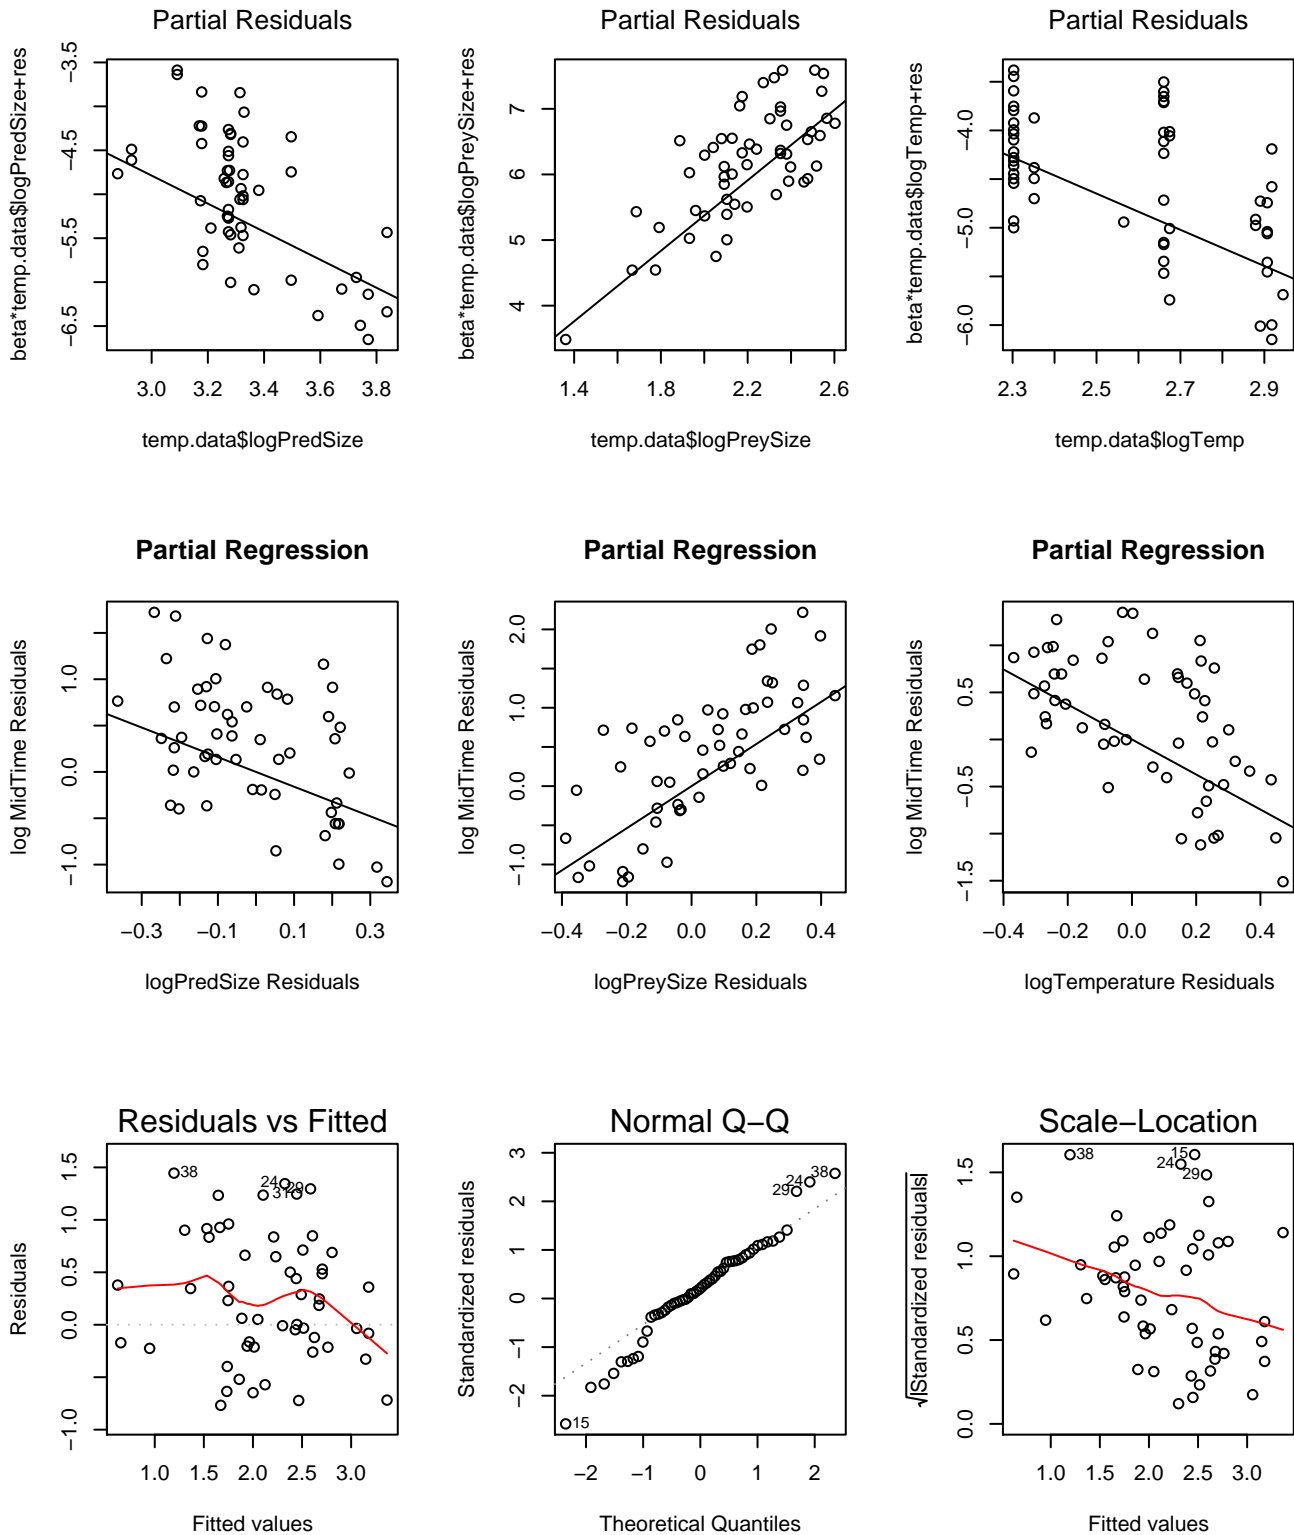 Partial Residuals
beta*temp.data$logPredSize+res
−3.5
−4.5
−5.5
−6.5
3.0 3.2 3.4 3.6 3.8
temp.data$logPredSize
Partial Residuals
beta*temp.data$logPreySize+res
7
6
5
4
1.4 1.8 2.2 2.6
temp.data$logPreySize
Partial Residuals
beta*temp.data$logTemp+res
−4.0
−5.0
−6.0
2.3 2.5 2.7 2.9
temp.data$logTemp
Partial Regression
log MidTime Residuals
1.0
0.0
−1.0
−0.3 −0.1 0.1 0.3
logPredSize Residuals
Partial Regression
log MidTime Residuals
2.0
1.0
0.0
−1.0
−0.4 0.0 0.2 0.4
logPreySize Residuals
Partial Regression
log MidTime Residuals
0.5
−0.5
−1.5
−0.4 −0.2 0.0 0.2 0.4
logTemperature Residuals
Residuals vs Fitted
Residuals
1.5
1.0
0.5
0.0
−1.0
38
24
31
29
1.0 1.5 2.0 2.5 3.0
Fitted values
Normal Q−Q
Standardized residuals
3
2
1
0
−1
−2
38
24
29
15
−2 −1 0 1 2
Theoretical Quantiles
Scale−Location
√|Standardized residuals|
1.5
1.0
0.5
0.0
38
15
24
29
1.0 1.5 2.0 2.5 3.0
Fitted values